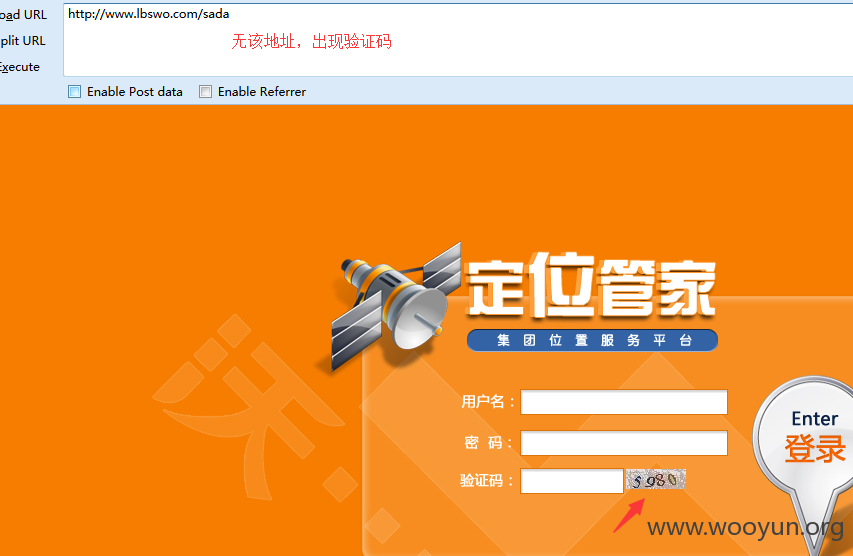 oad URL
http://www.lbswo.com/sada
plit URL
无该地址，出现验证码
Execute
Enable Post data
Enable Referrer
定位管家
集团位置服务平台
用户名：
Enter
登录
密 码：
验证码：
5980
www.wooyun.org